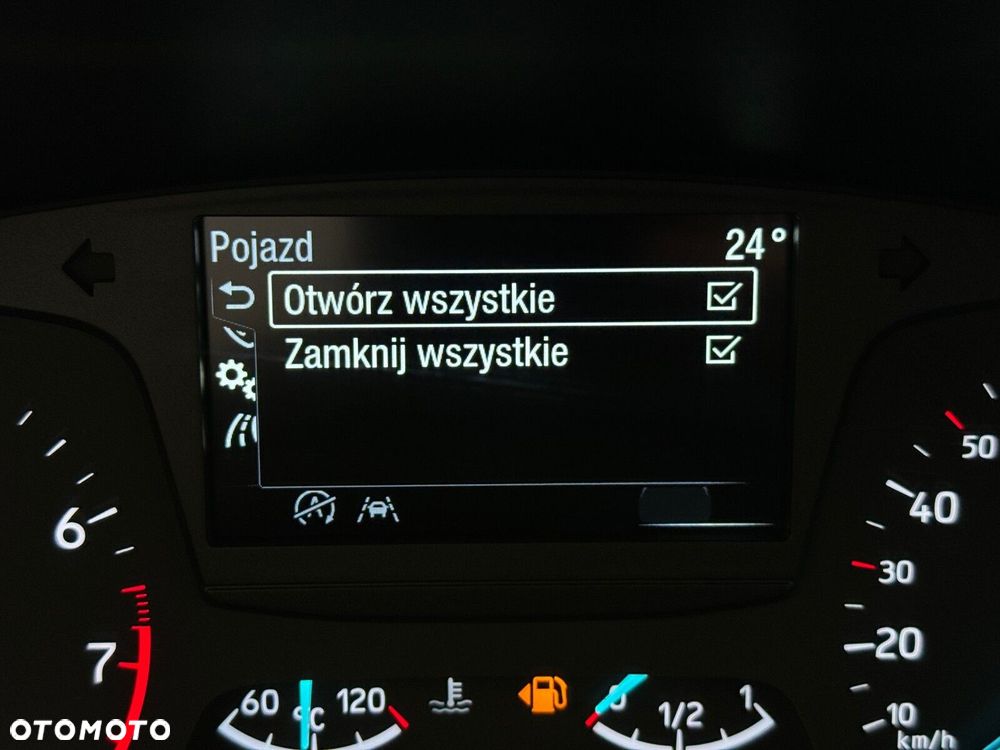 Pojazd 24°
Otwórz wszystkie
Zamknij wszystkie
A
50
40
30
20
10
km/h
6
7
60 °C 120
0 1/2 1
OTOMOTO